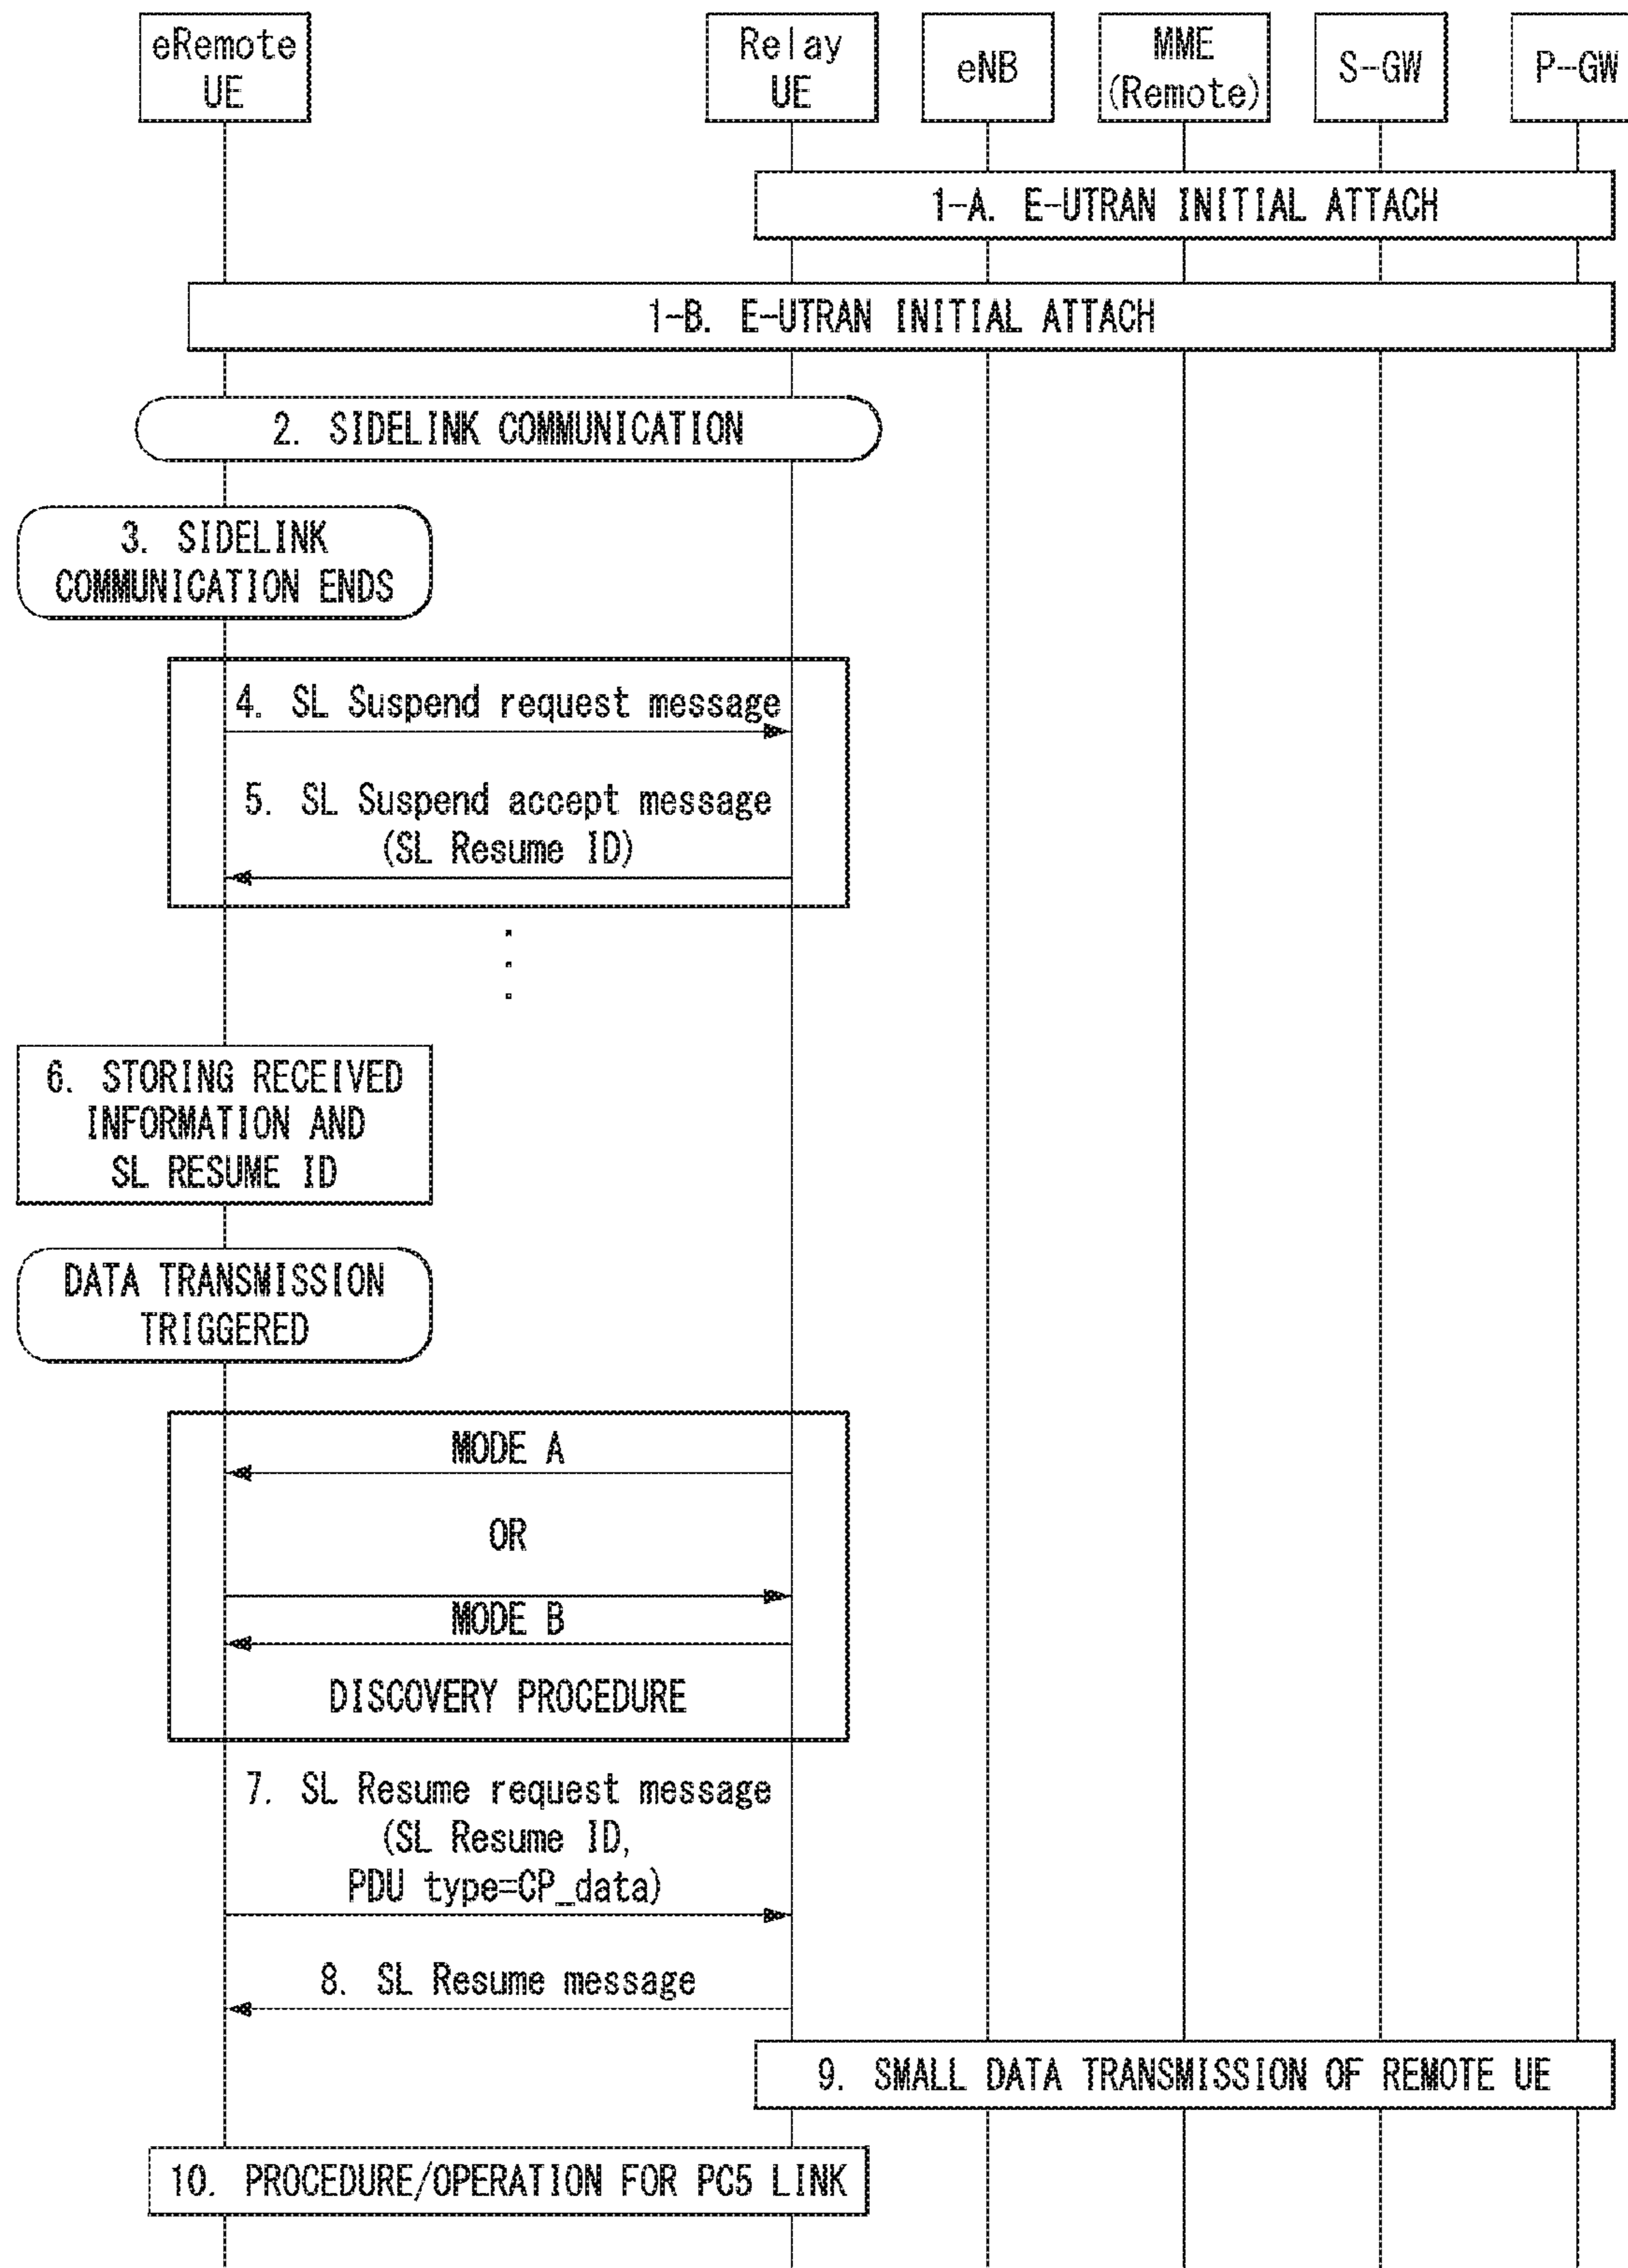 eRemote
UE
Relay
UE
eNB
MME
(Remote)
S-GW
P-GW
1-A. E-UTRAN INITIAL ATTACH
1-B. E-UTRAN INITIAL ATTACH
2. SIDELINK COMMUNICATION
3. SIDELINK
COMMUNICATION ENDS
4. SL Suspend request message
5. SL Suspend accept message
(SL Resume ID)
6. STORING RECEIVED
INFORMATION AND
SL RESUME ID
DATA TRANSMISSION
TRIGGERED
MODE A
OR
MODE B
DISCOVERY PROCEDURE
7. SL Resume request message
(SL Resume ID,
PDU type=CP_data)
8. SL Resume message
9. SMALL DATA TRANSMISSION OF REMOTE UE
10. PROCEDURE/OPERATION FOR PC5 LINK